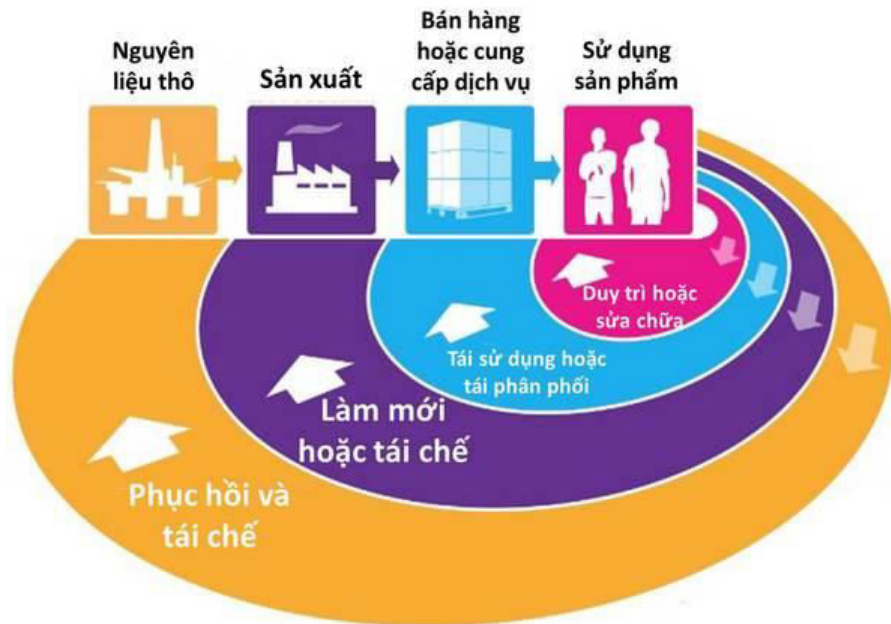 Nguyên
liệu thô
Sản xuất
Bán hàng
hoặc cung
cấp dịch vụ
Sử dụng
sản phẩm
Duy trì hoặc
sửa chữa
Tái sử dụng hoặc
tái phân phối
Làm mới
hoặc tái chế
Phục hồi và
tái chế